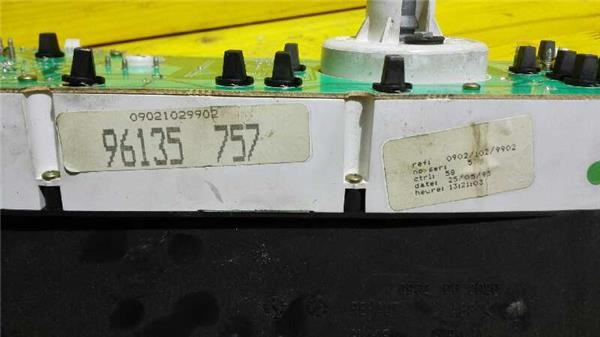 09021029902
96135 757
ref: 0902/102/9902
no ser: 5
ctrl: 58
date: 25/05/95
heure: 13:21:03